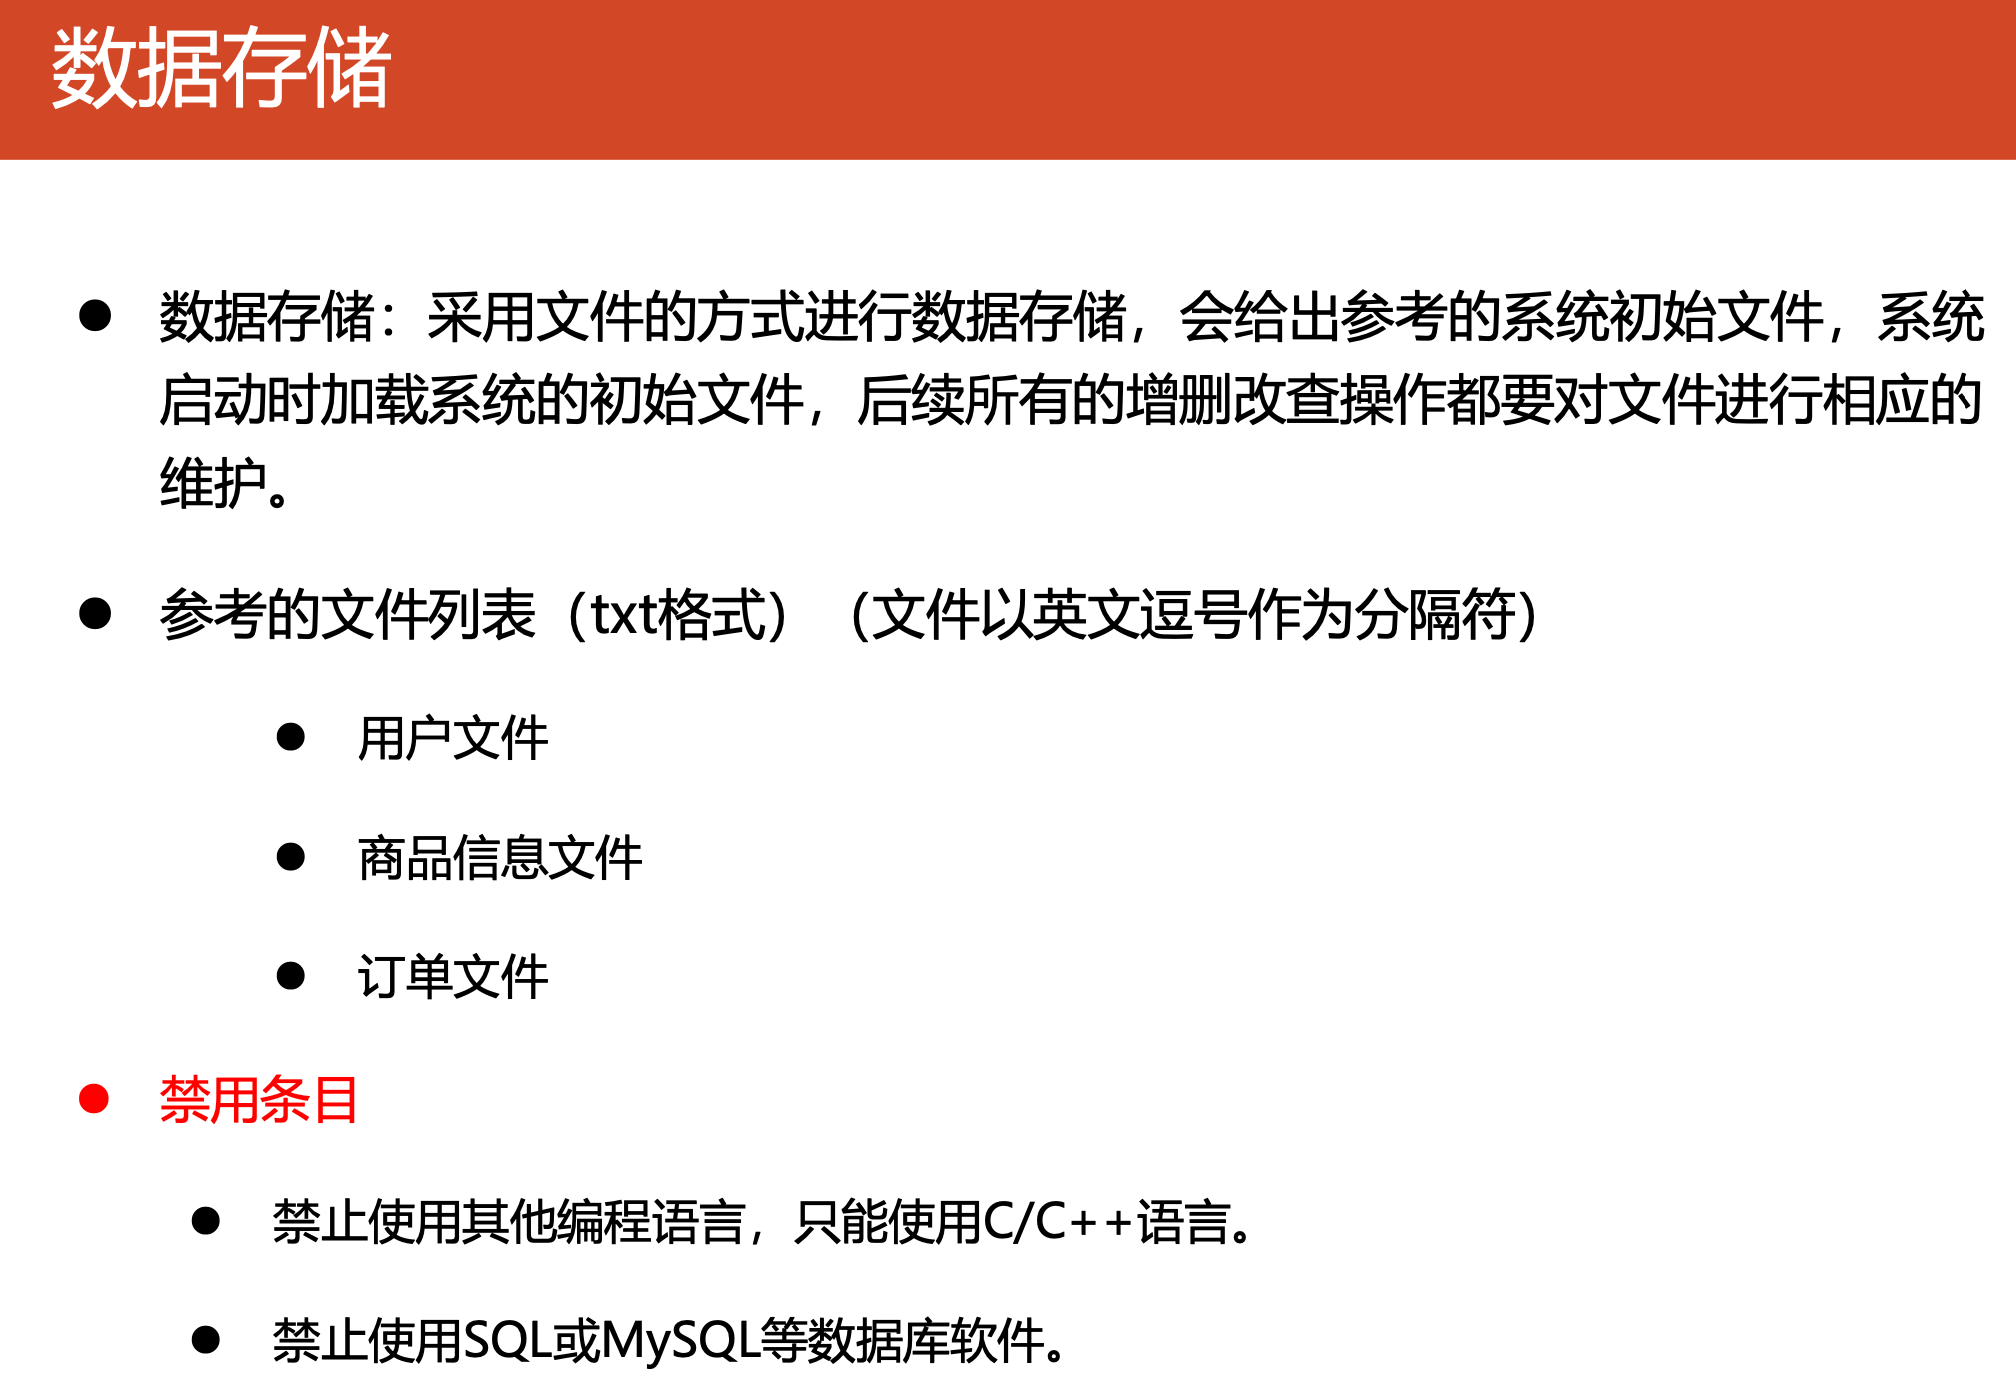 数据存储
数据存储：采用文件的方式进行数据存储，会给出参考的系统初始文件，系统
启动时加载系统的初始文件，后续所有的增删改查操作都要对文件进行相应的
维护。
参考的文件列表（txt格式）（文件以英文逗号作为分隔符）
用户文件
商品信息文件
订单文件
禁用条目
禁止使用其他编程语言，只能使用C/C++语言。
禁止使用SQL或MySQL等数据库软件。